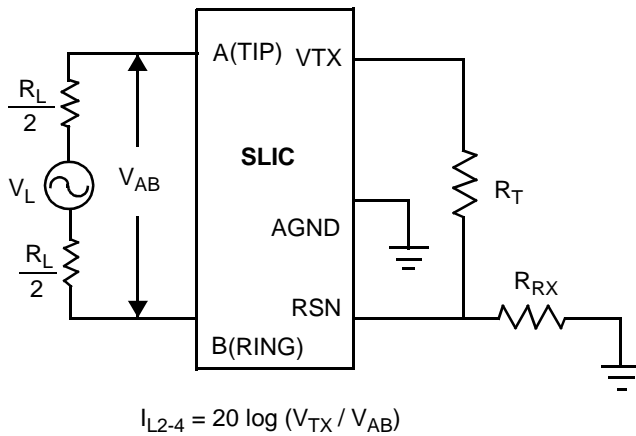 A(TIP)
VTX
R_L
2
SLIC
V_L
V_AB
R_T
AGND
R_L
2
R_RX
RSN
B(RING)
I_L2-4 = 20 log (V_TX / V_AB)